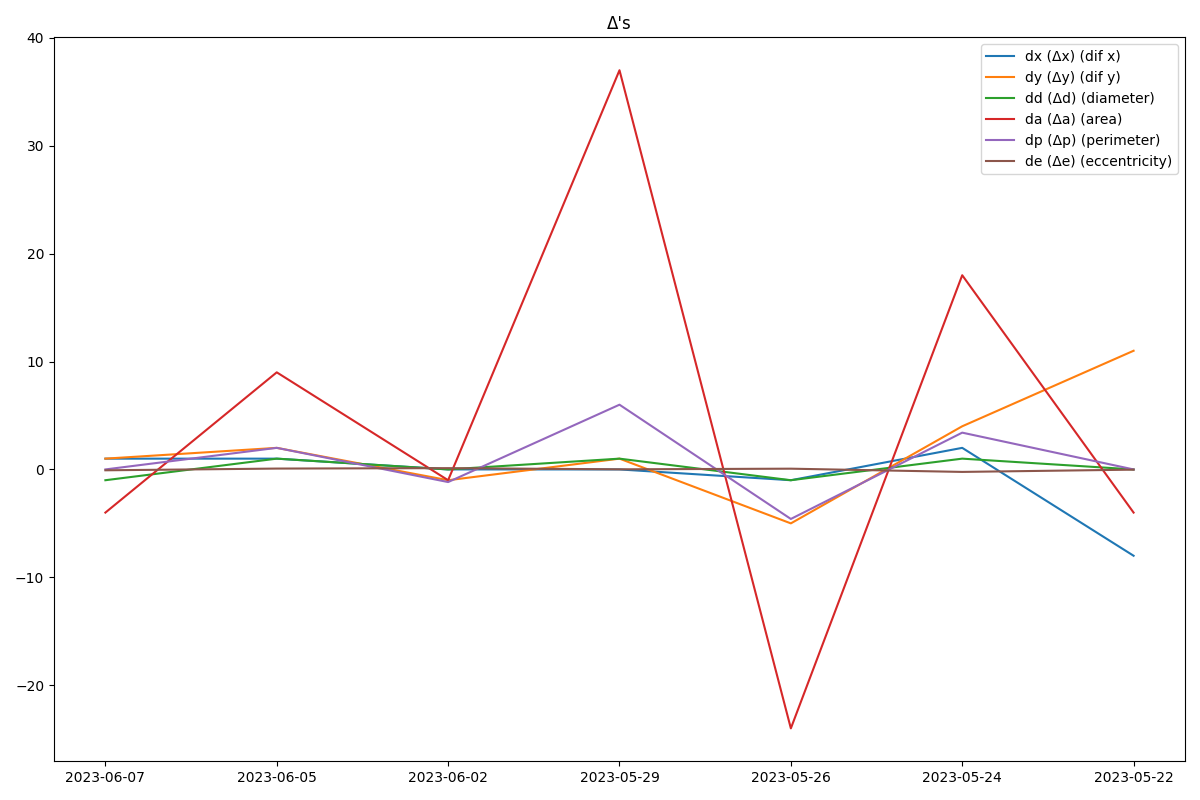 Δ's
40
30
20
10
0
−10
−20
dx (Δx) (dif x)
dy (Δy) (dif y)
dd (Δd) (diameter)
da (Δa) (area)
dp (Δp) (perimeter)
de (Δe) (eccentricity)
2023-06-07 2023-06-05 2023-06-02 2023-05-29 2023-05-26 2023-05-24 2023-05-22